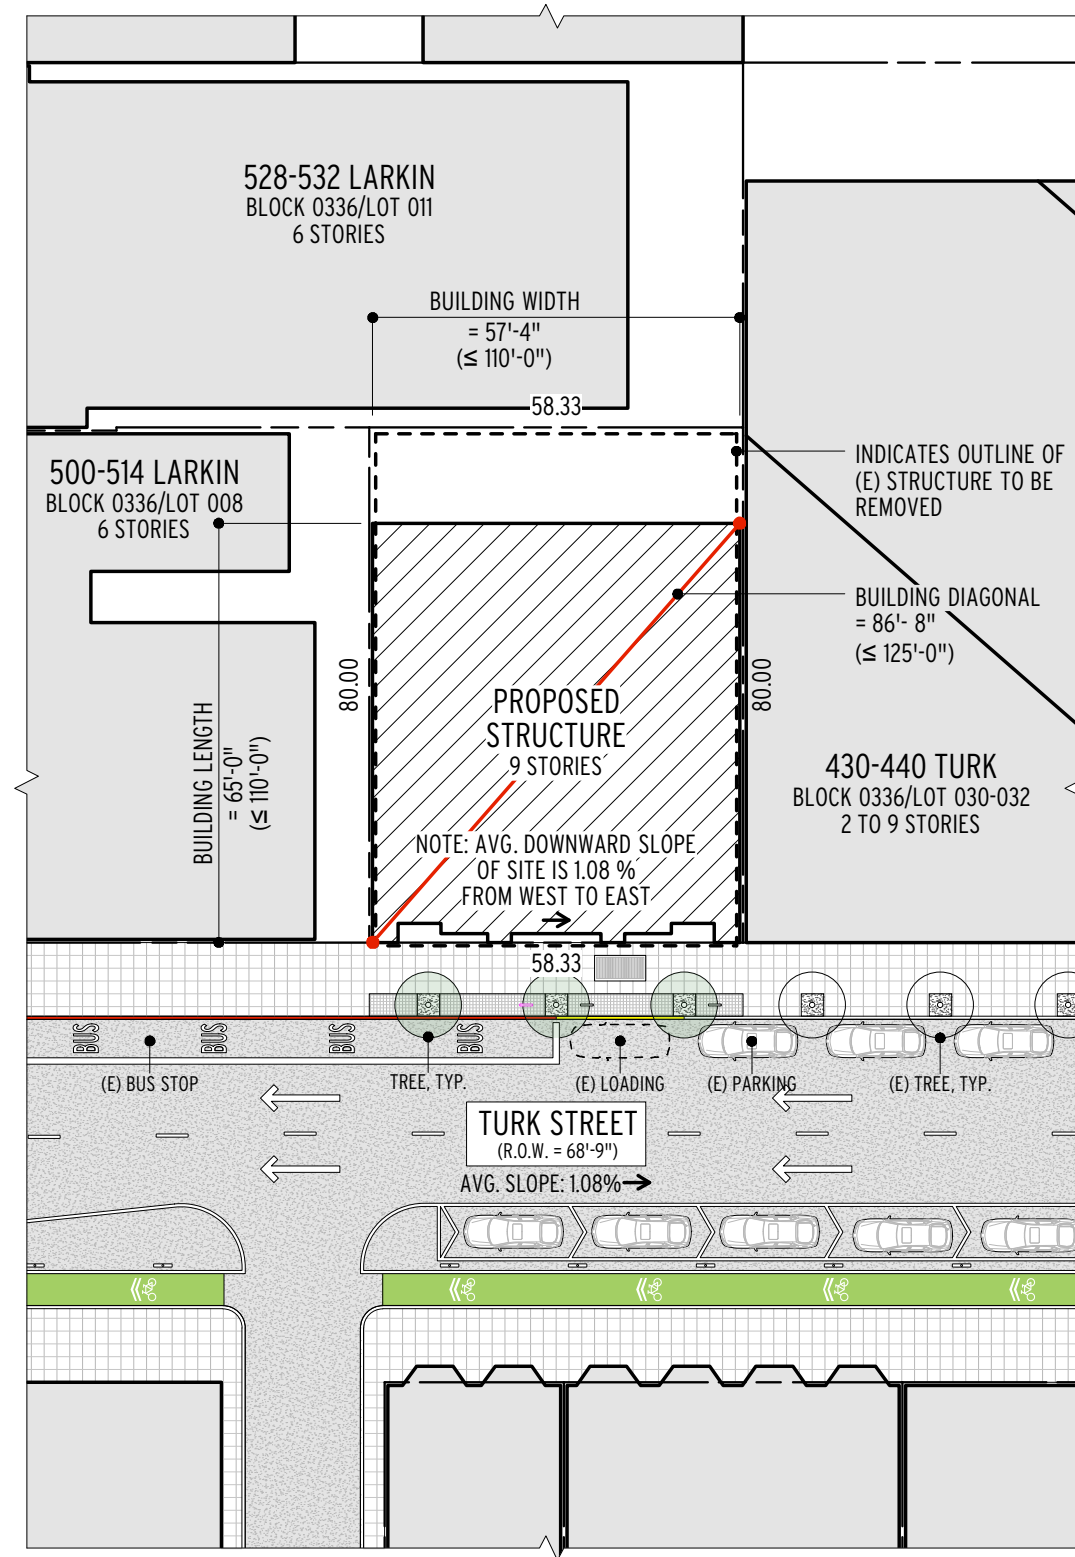 528-532 LARKIN
BLOCK 0336/LOT 011
6 STORIES
BUILDING WIDTH
= 57'-4"
(≤ 110'-0")
58.33
500-514 LARKIN
BLOCK 0336/LOT 008
6 STORIES
INDICATES OUTLINE OF
(E) STRUCTURE TO BE
REMOVED
BUILDING DIAGONAL
= 86'- 8"
(≤ 125'-0")
80.00
80.00
BUILDING LENGTH
= 65'-0"
(≤ 110'-0")
PROPOSED
STRUCTURE
9 STORIES
430-440 TURK
BLOCK 0336/LOT 030-032
2 TO 9 STORIES
NOTE: AVG. DOWNWARD SLOPE
OF SITE IS 1.08 %
FROM WEST TO EAST
58.33
BUS
BUS
BUS
BUS
(E) BUS STOP
TREE, TYP.
(E) LOADING
(E) PARKING
(E) TREE, TYP.
TURK STREET
(R.O.W. = 68'-9")
AVG. SLOPE: 1.08%